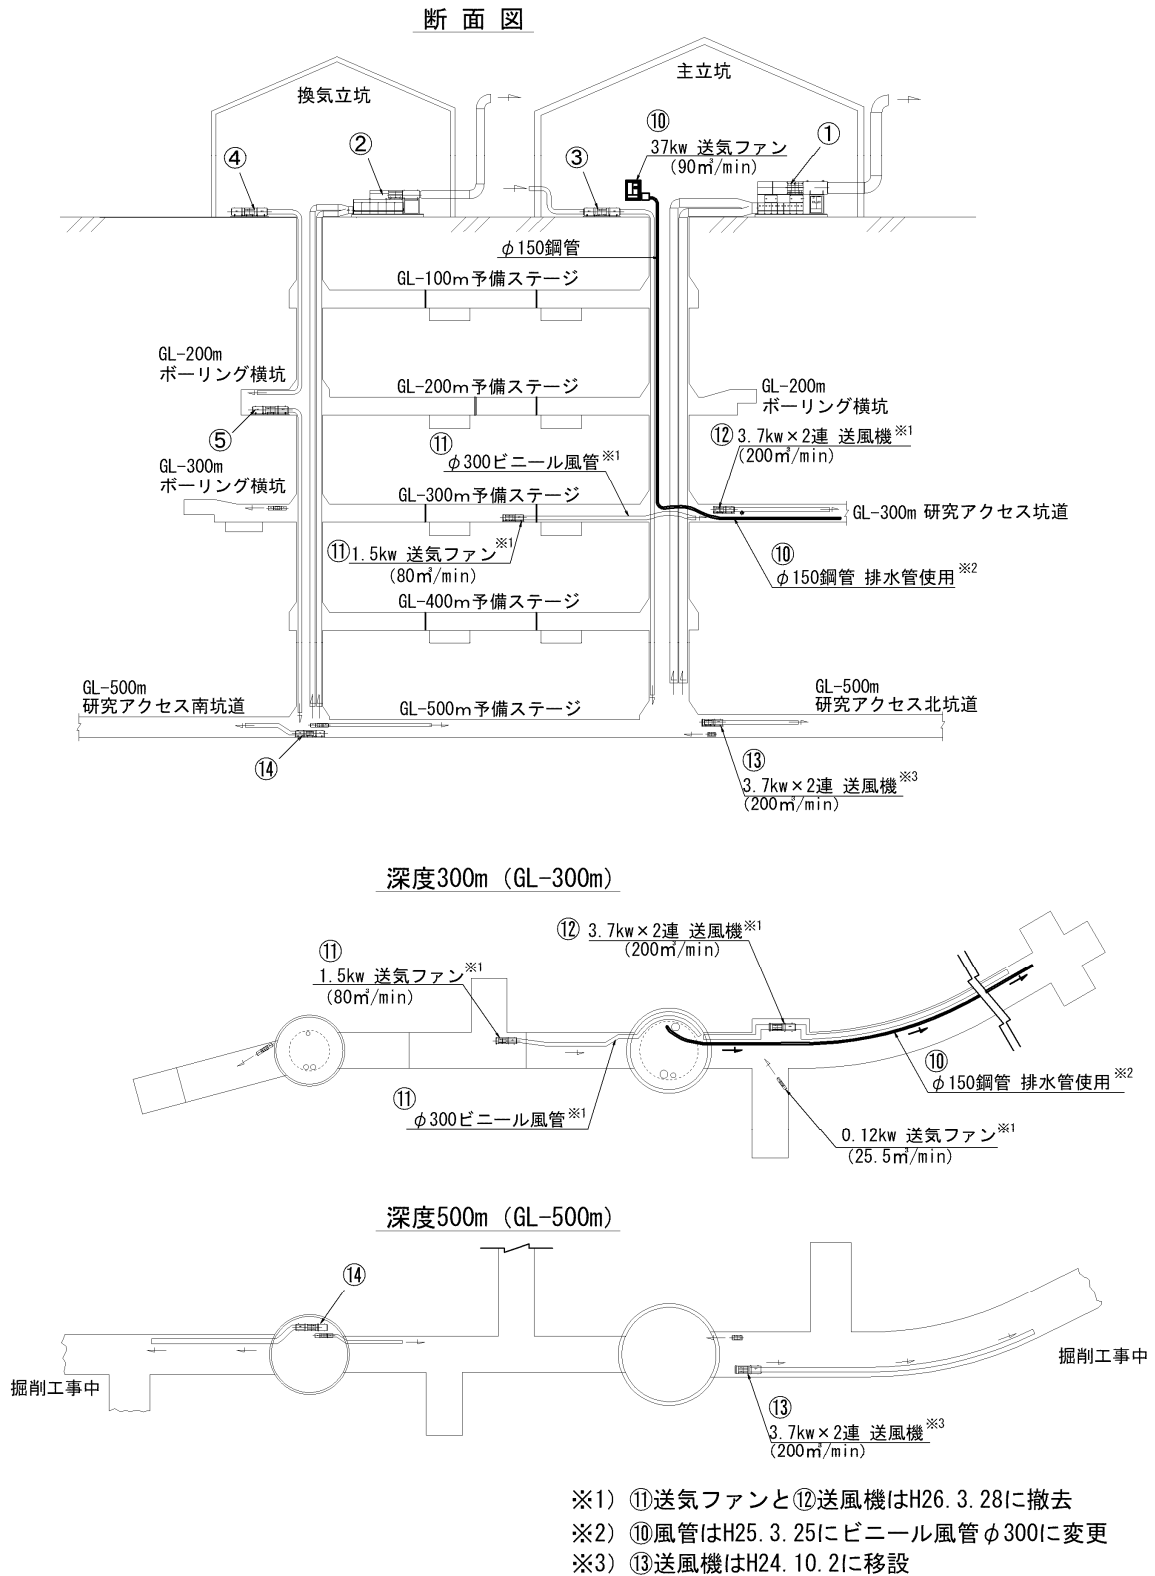 断面図
換気立坑
主立坑
④
②
③
⑩
37kw 送気ファン
(90㎥/min)
①
φ150鋼管
GL-100m予備ステージ
GL-200m
ボーリング横坑
GL-200m予備ステージ
GL-200m
ボーリング横坑
⑤
⑪
φ300ビニール風管※1
⑫3.7kw×2連 送風機※1
(200㎥/min)
GL-300m
ボーリング横坑
GL-300m予備ステージ
GL-300m 研究アクセス坑道
⑪1.5kw 送気ファン※1
(80㎥/min)
⑩
φ150鋼管 排水管使用※2
GL-400m予備ステージ
GL-500m
研究アクセス南坑道
GL-500m予備ステージ
GL-500m
研究アクセス北坑道
⑭
⑬
3.7kw×2連 送風機※3
(200㎥/min)
深度300m (GL-300m)
⑪
1.5kw 送気ファン※1
(80㎥/min)
⑫ 3.7kw×2連 送風機※1
(200㎥/min)
⑪
φ300ビニール風管※1
⑩
φ150鋼管 排水管使用※2
0.12kw 送気ファン※1
(25.5㎥/min)
深度500m (GL-500m)
⑭
掘削工事中
掘削工事中
⑬
3.7kw×2連 送風機※3
(200㎥/min)
※1) ⑪送気ファンと⑫送風機はH26.3.28に撤去
※2) ⑩風管はH25.3.25にビニール風管φ300に変更
※3) ⑬送風機はH24.10.2に移設